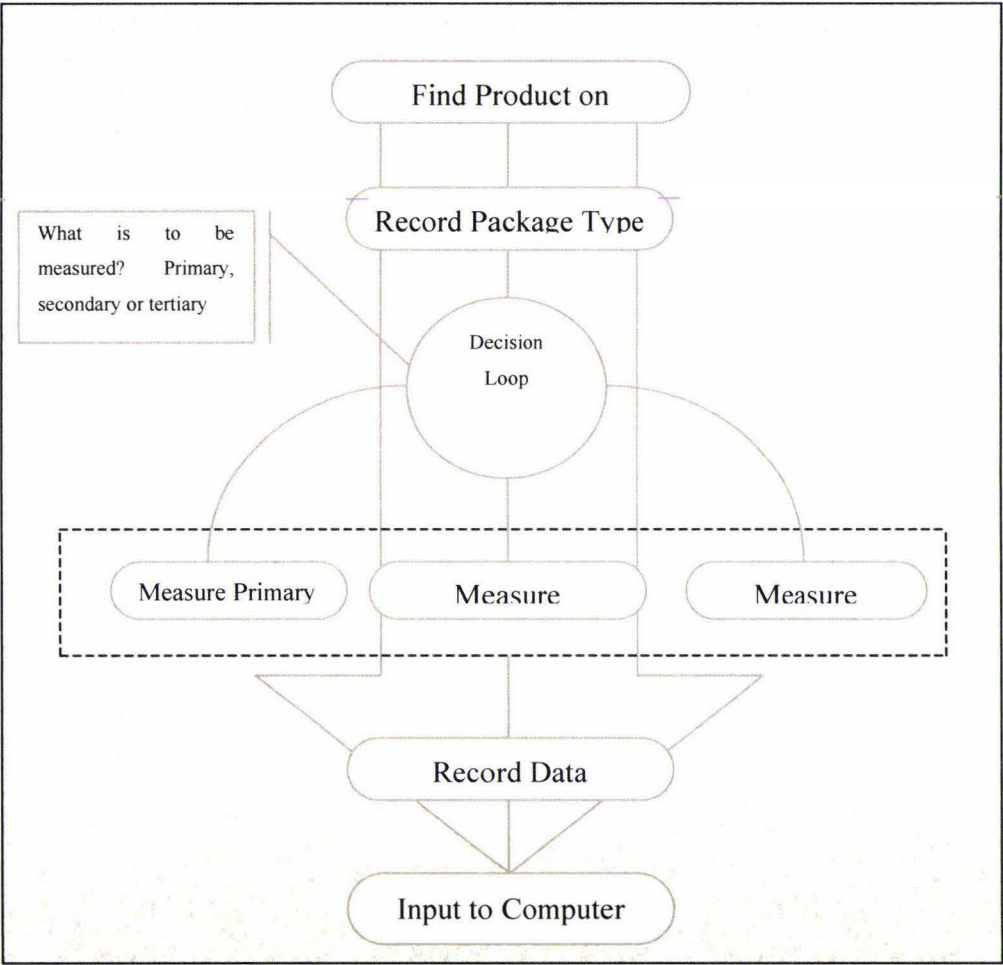 Find Product on
Record Package Type
What is to be
measured? Primary,
secondary or tertiary
Decision
Loop
Measure Primary
Measure
Measure
Record Data
Input to Computer